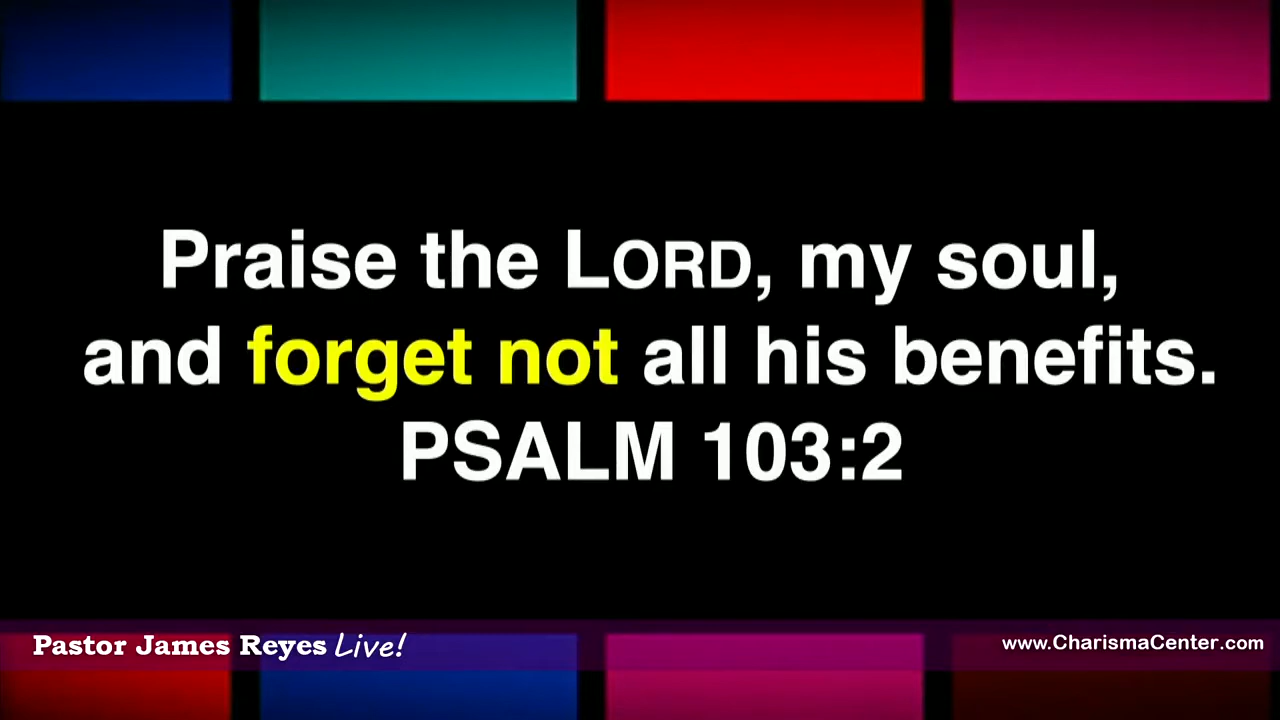 Praise the LORD, my soul,
and forget not all his benefits.
PSALM 103:2
Pastor James Reyes Live!
www.CharismaCenter.com